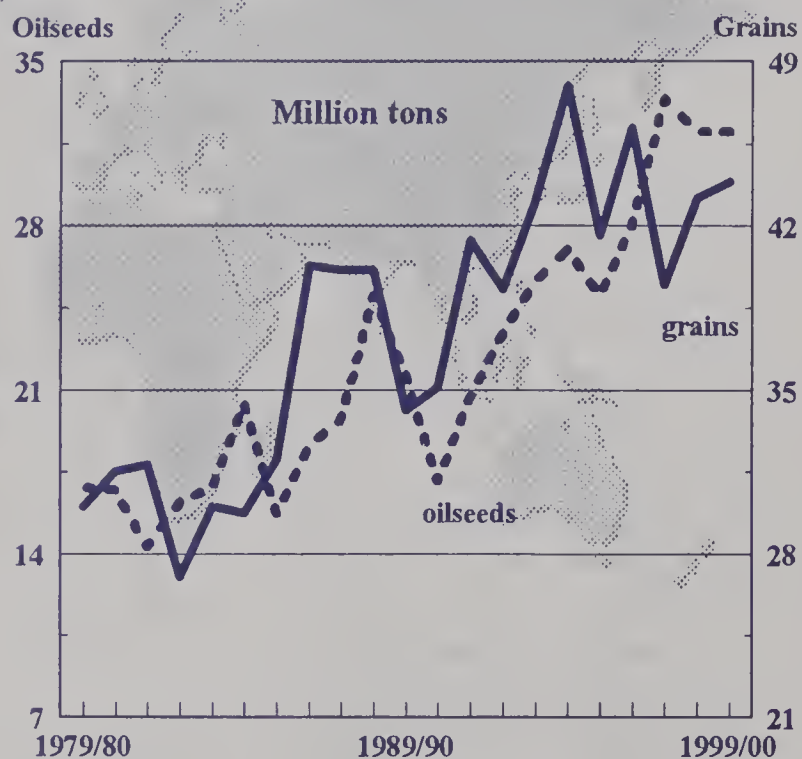 Oilseeds Grains
35 49
Million tons
28 42
grains
21 35
oilseeds
14 28
7 21
1979/80 1989/90 1999/00